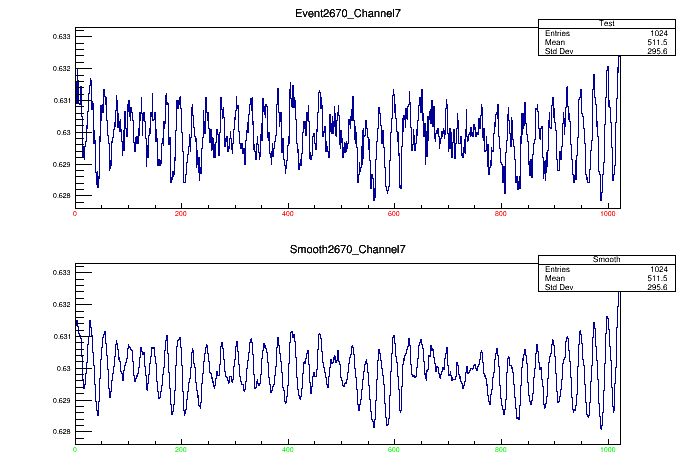 Event2670_Channel7
Test
Entries 1024
Mean 511.5
Std Dev 295.6
0.633
0.632
0.631
0.63
0.629
0.628
0 200 400 600 800 1000
Smooth2670_Channel7
Smooth
Entries 1024
Mean 511.5
Std Dev 295.6
0.633
0.632
0.631
0.63
0.629
0.628
0 200 400 600 800 1000